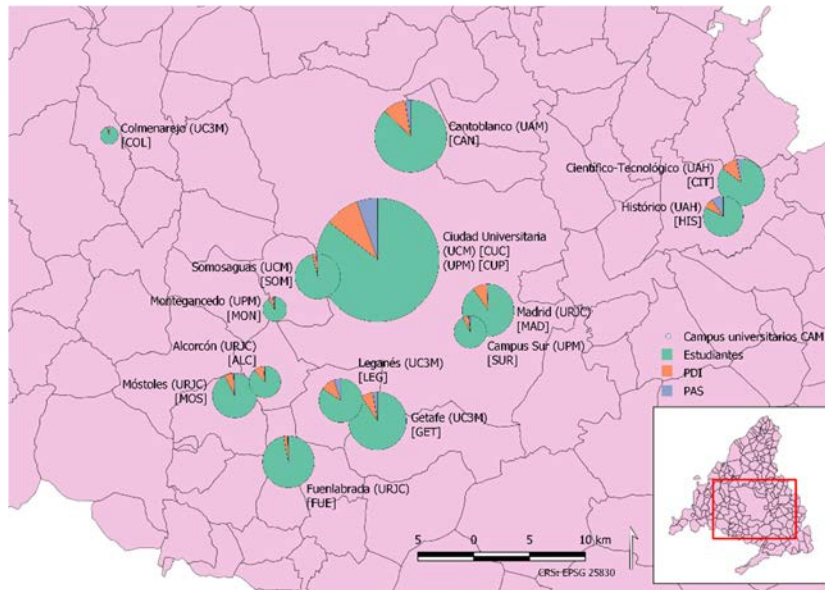 Colmenarejo (UC3M)
[COL]
Cantoblanco (UAM)
[CAN]
Científico-Tecnológico (UAH)
[CIT]
Histórico (UAH)
[HIS]
Ciudad Universitaria
(UCM) [CUC]
(UPM) [CUP]
Somosaguas (UCM)
[SOM]
Montegancedo (UPM)
[MON]
Madrid (URJC)
[MAD]
Campus Sur (UPM)
[SUR]
Alcorcón (URJC)
[ALC]
Móstoles (URJC)
[MOS]
Leganés (UC3M)
[LEG]
Getafe (UC3M)
[GET]
Fuenlabrada (URJC)
[FUE]
Campus universitarios CAM
Estudiantes
PDI
PAS
5 0 5 10 km
CRS: EPSG 25830